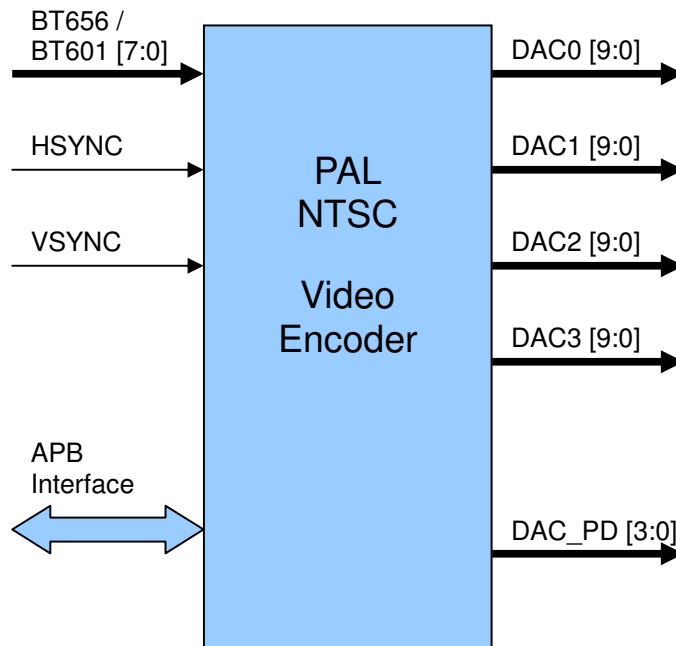 BT656 /
BT601 [7:0]
HSYNC
VSYNC
APB
Interface
PAL
NTSC
Video
Encoder
DAC0 [9:0]
DAC1 [9:0]
DAC2 [9:0]
DAC3 [9:0]
DAC_PD [3:0]